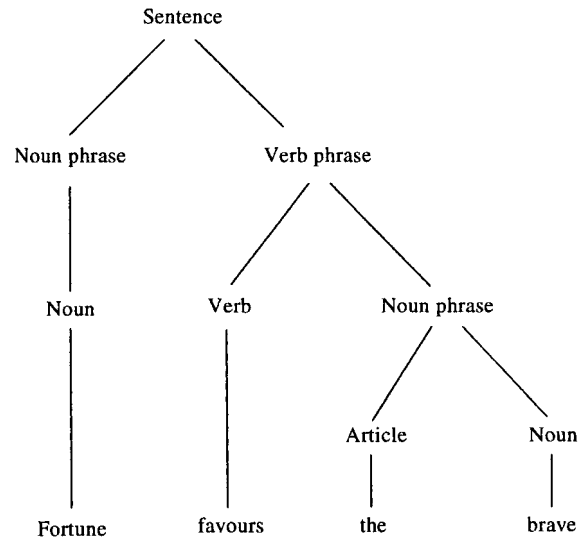 Sentence
Noun phrase Verb phrase
Noun Verb Noun phrase
Article Noun
Fortune favours the brave